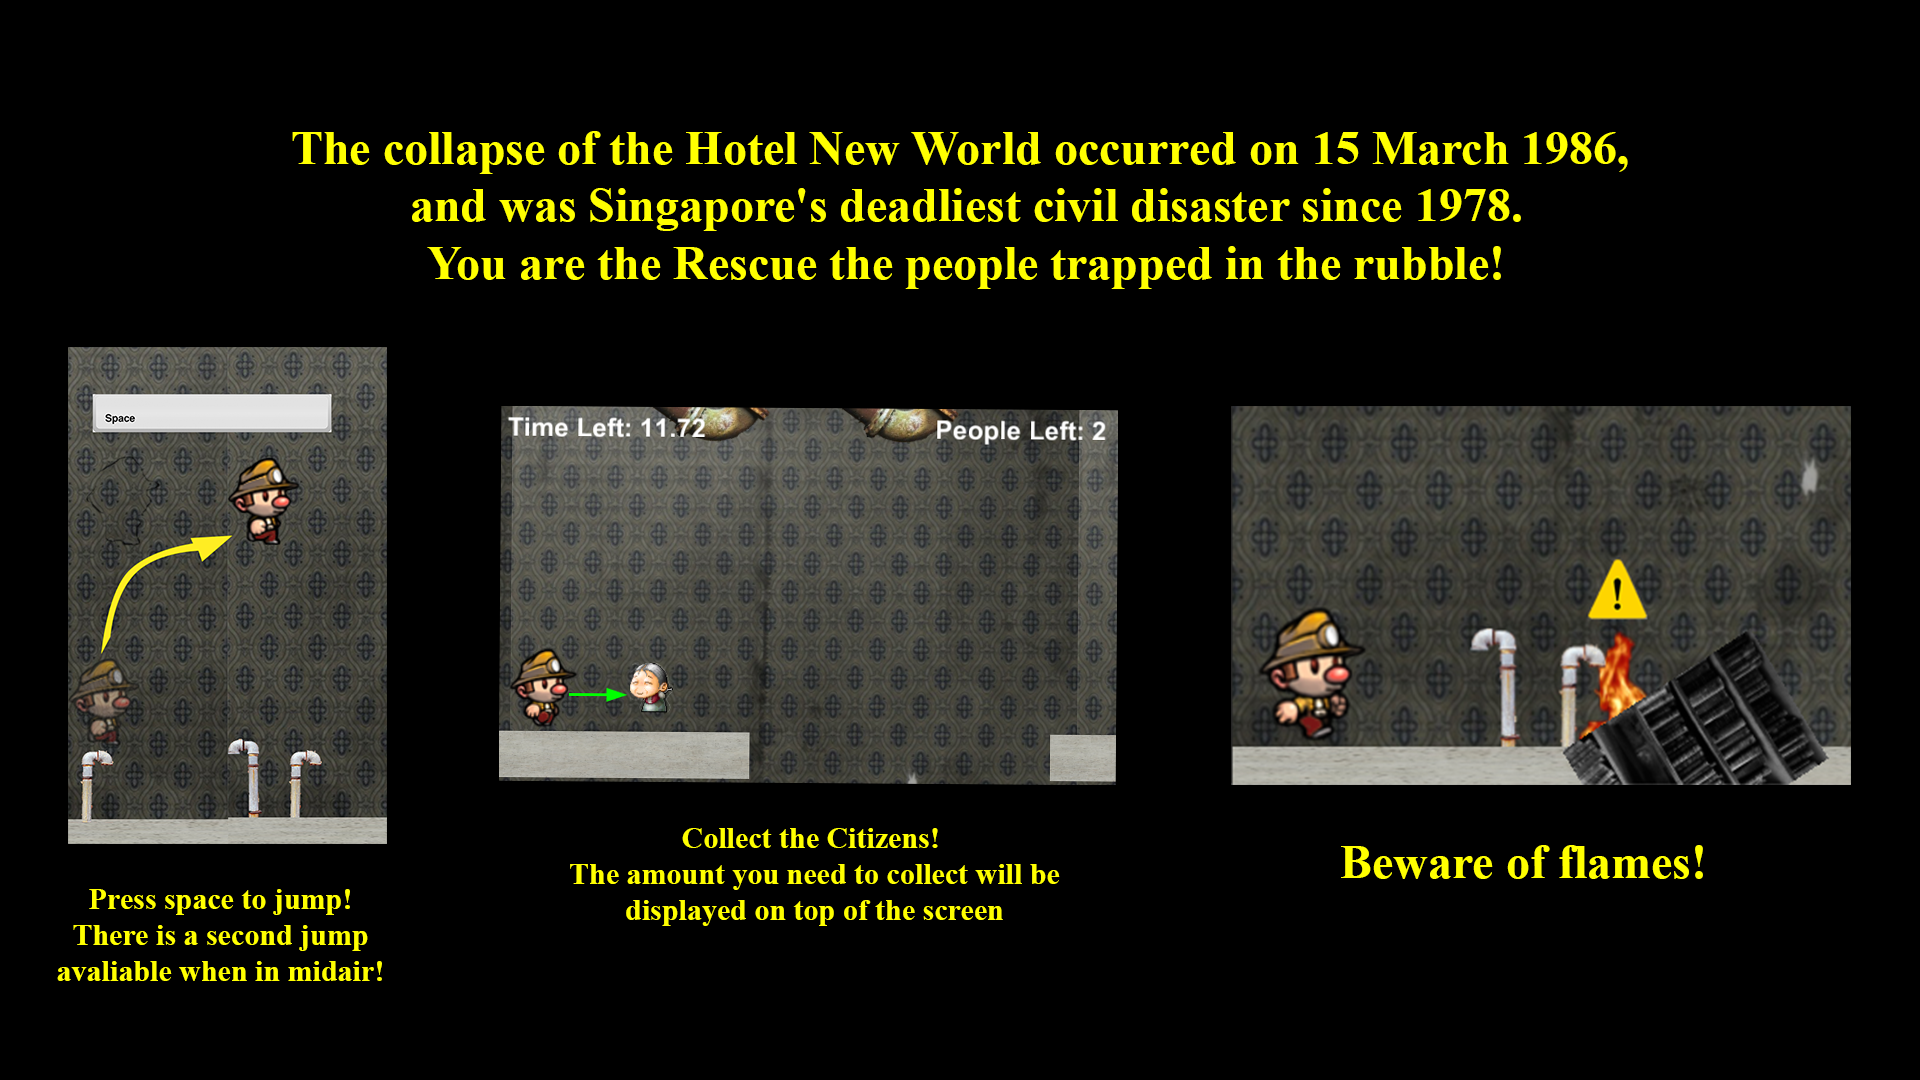 The collapse of the Hotel New World occurred on 15 March 1986,
and was Singapore's deadliest civil disaster since 1978.
You are the Rescue the people trapped in the rubble!
Space
Press space to jump!
There is a second jump
avaliable when in midair!
Time Left: 11.72
People Left: 2
Collect the Citizens!
The amount you need to collect will be
displayed on top of the screen
!
Beware of flames!